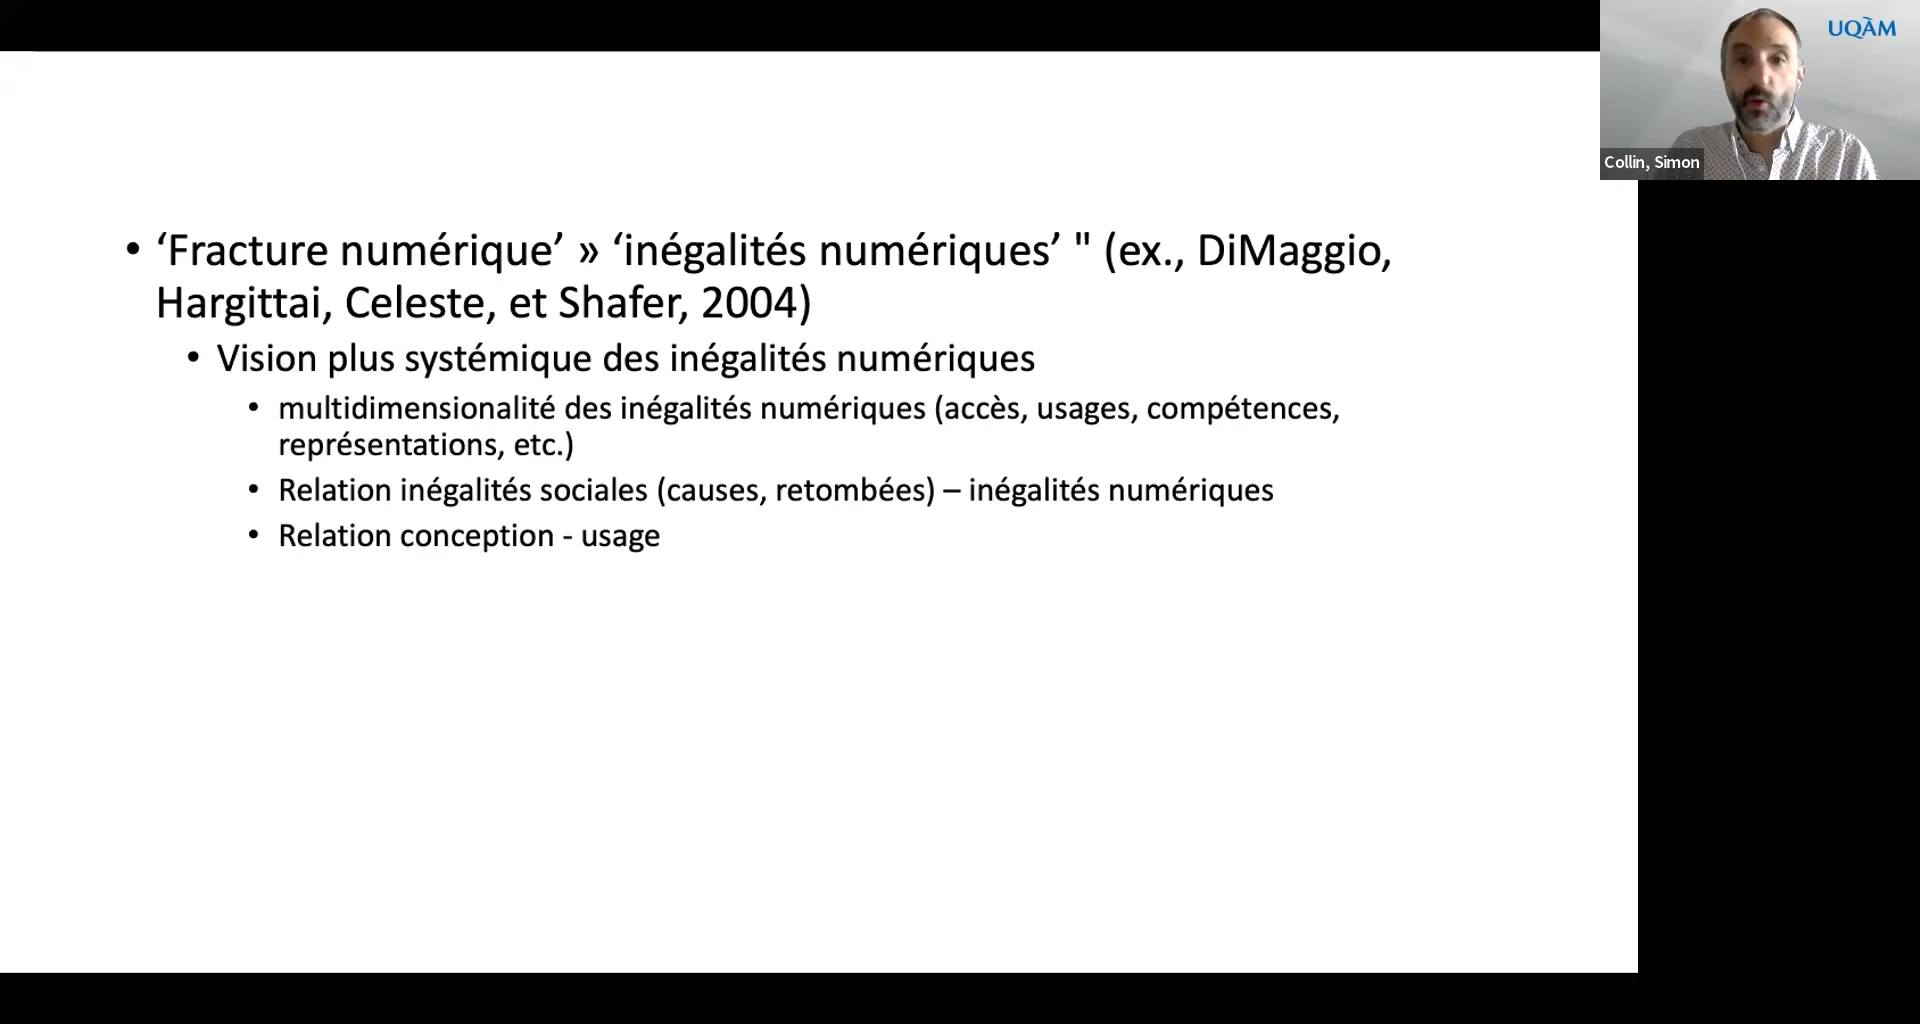 UQÀM
Collin, Simon
• ‘Fracture numérique’ » ‘inégalités numériques’ " (ex., DiMaggio,
Hargittai, Celeste, et Shafer, 2004)
• Vision plus systémique des inégalités numériques
• multidimensionalité des inégalités numériques (accès, usages, compétences,
représentations, etc.)
• Relation inégalités sociales (causes, retombées) – inégalités numériques
• Relation conception - usage